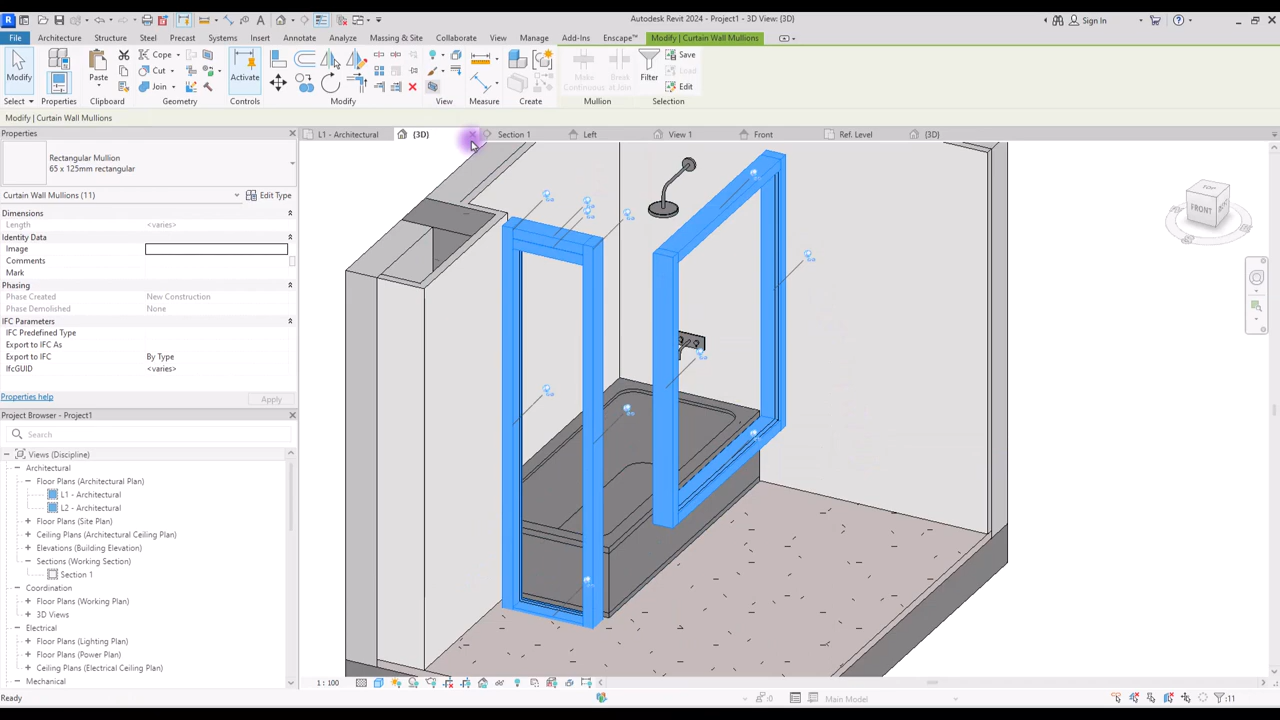 Autodesk Revit 2024 - Project1 - 3D View: {3D}
Sign In
File Architecture Structure Steel Precast Systems Insert Annotate Analyze Massing & Site Collaborate View Manage Add-Ins Enscape™ Modify | Curtain Wall Mullions
Modify Properties Paste Cope Cut Join Activate Make Continuous Break at Join Filter Save Load Edit
Select Properties Clipboard Geometry Controls Modify View Measure Create Mullion Selection
Modify | Curtain Wall Mullions
Properties
L1 - Architectural {3D} Section 1 Left View 1 Front Ref. Level {3D}
Rectangular Mullion
65 x 125mm rectangular
Curtain Wall Mullions (11) Edit Type
Dimensions
Length <varies>
Identity Data
Image
Comments
Mark
Phasing
Phase Created New Construction
Phase Demolished None
IFC Parameters
IFC Predefined Type
Export to IFC As
Export to IFC By Type
IfcGUID <varies>
Properties help Apply
Project Browser - Project1
Search
Views (Discipline)
Architectural
Floor Plans (Architectural Plan)
L1 - Architectural
L2 - Architectural
Floor Plans (Site Plan)
Ceiling Plans (Architectural Ceiling Plan)
Elevations (Building Elevation)
Sections (Working Section)
Section 1
Coordination
Floor Plans (Working Plan)
3D Views
Electrical
Floor Plans (Lighting Plan)
Floor Plans (Power Plan)
Ceiling Plans (Electrical Ceiling Plan)
Mechanical
FRONT
1 : 100
Ready
:0
Main Model
:11